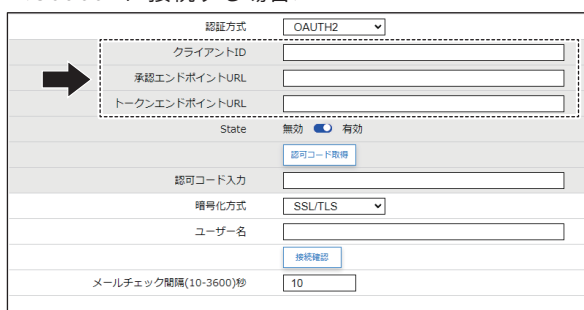 認証方式 OAUTH2
クライアントID
承認エンドポイントURL
トークンエンドポイントURL
State 無効 有効
認可コード取得
認可コード入力
暗号化方式 SSL/TLS
ユーザー名
接続確認
メールチェック間隔(10-3600)秒 10